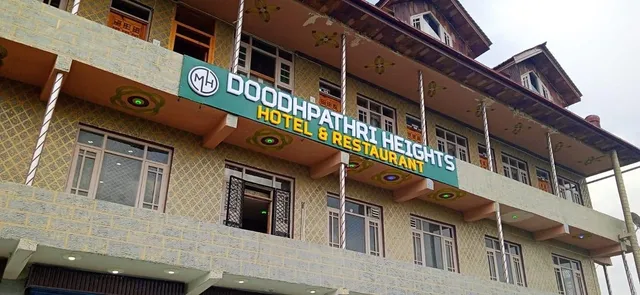 MH
DOODHPATHRI HEIGHTS
HOTEL & RESTAURANT